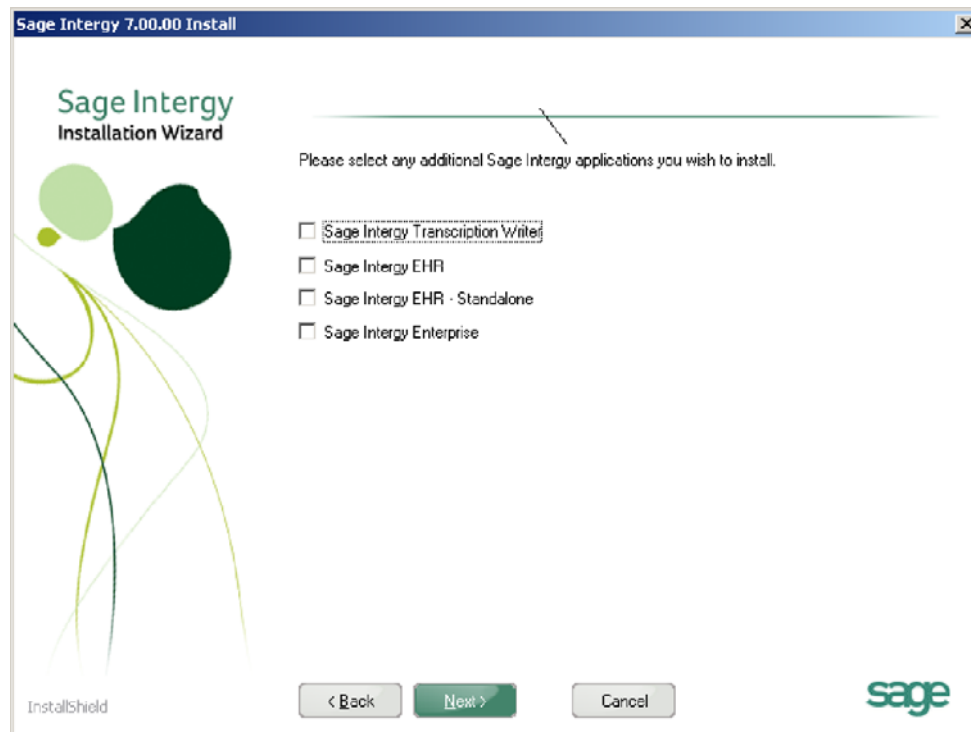 Sage Intergy 7.00.00 Install
Sage Intergy
Installation Wizard
Please select any additional Sage Intergy applications you wish to install.
Sage Intergy Transcription Writer
Sage Intergy EHR
Sage Intergy EHR - Standalone
Sage Intergy Enterprise
InstallShield
< Back
Next >
Cancel
sage